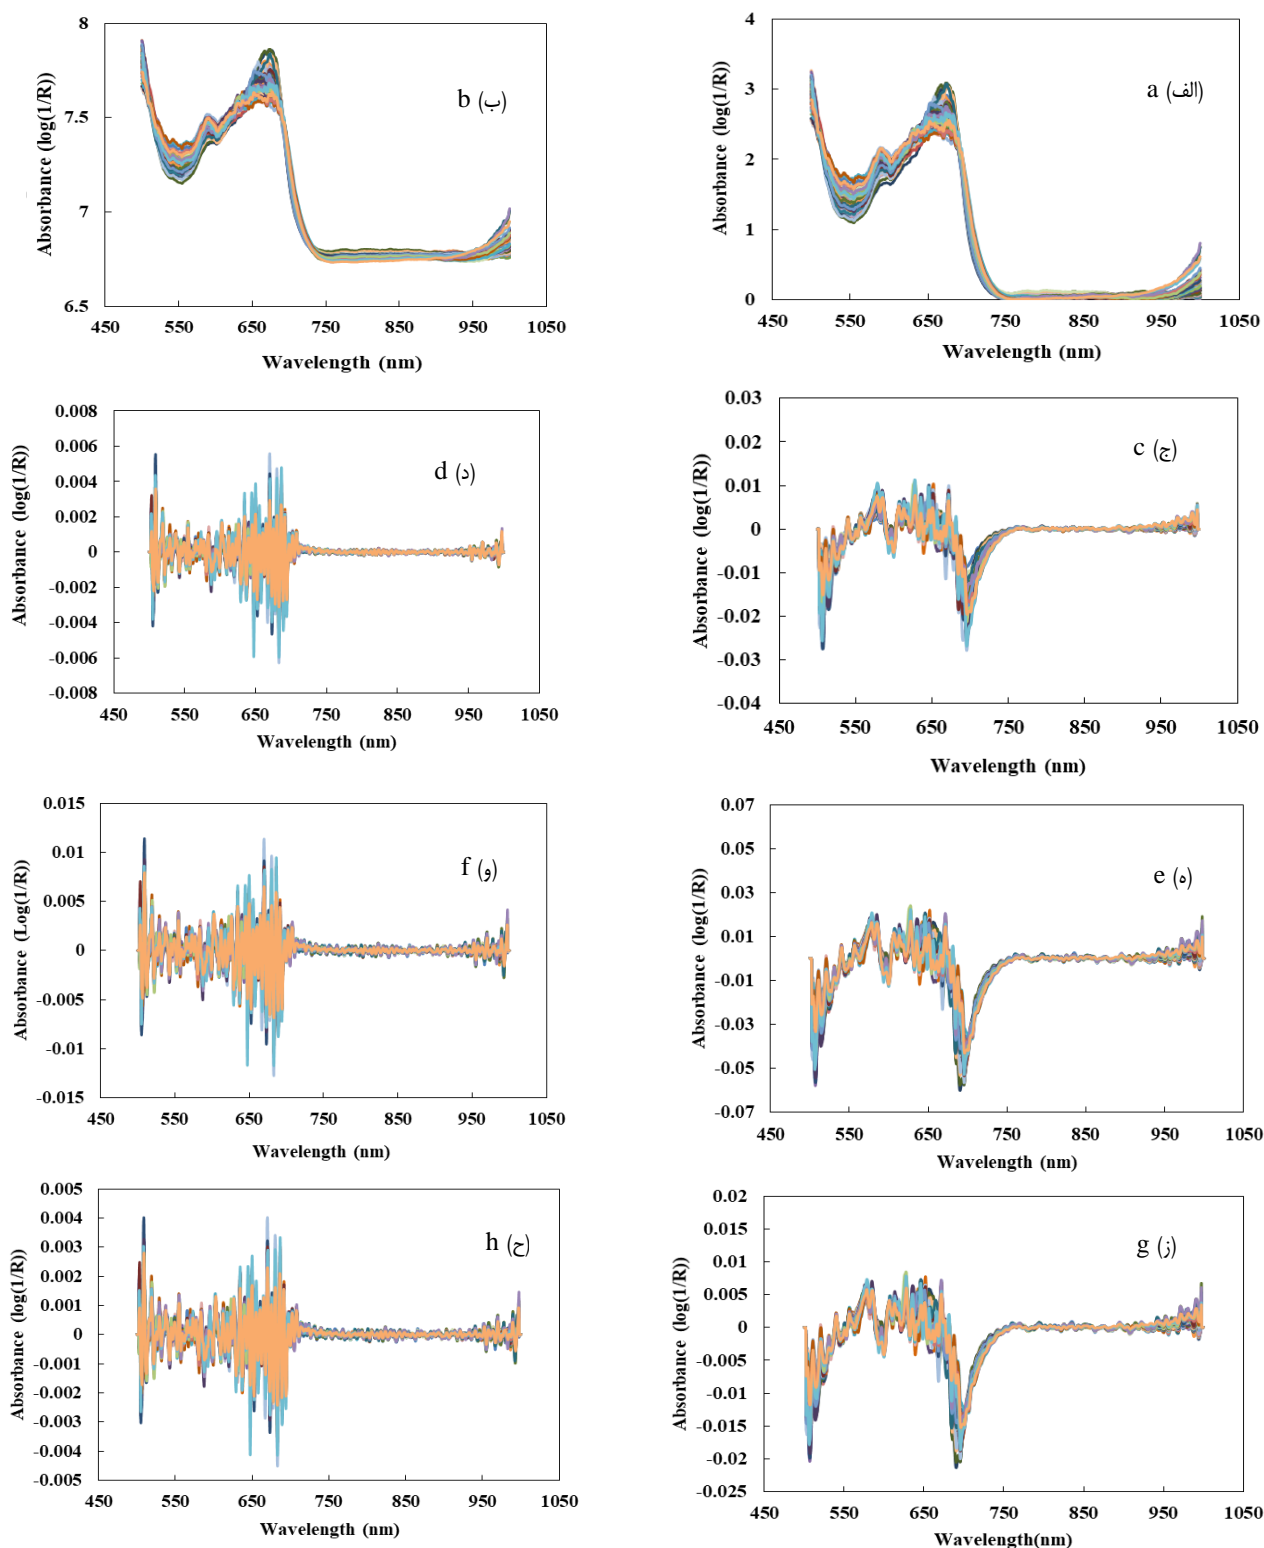 b (ب)
Absorbance (log(1/R))
8
7.5
7
6.5
450 550 650 750 850 950 1050
Wavelength (nm)
a (الف)
Absorbance (log(1/R))
4
3
2
1
0
450 550 650 750 850 950 1050
Wavelength (nm)
d (د)
Absorbance (log(1/R))
0.008
0.006
0.004
0.002
0
-0.002
-0.004
-0.006
-0.008
450 550 650 750 850 950 1050
Wavelength (nm)
c (ج)
Absorbance (log(1/R))
0.03
0.02
0.01
0
-0.01
-0.02
-0.03
-0.04
450 550 650 750 850 950 1050
Wavelength (nm)
f (و)
Absorbance (Log(1/R))
0.015
0.01
0.005
0
-0.005
-0.01
-0.015
450 550 650 750 850 950 1050
Wavelength (nm)
e (ه)
Absorbance (log(1/R))
0.07
0.05
0.03
0.01
-0.01
-0.03
-0.05
-0.07
450 550 650 750 850 950 1050
Wavelength (nm)
h (ح)
Absorbance (log(1/R))
0.005
0.004
0.003
0.002
0.001
0
-0.001
-0.002
-0.003
-0.004
-0.005
450 550 650 750 850 950 1050
Wavelength (nm)
g (ز)
Absorbance (log(1/R))
0.02
0.015
0.01
0.005
0
-0.005
-0.01
-0.015
-0.02
-0.025
450 550 650 750 850 950 1050
Wavelength(nm)